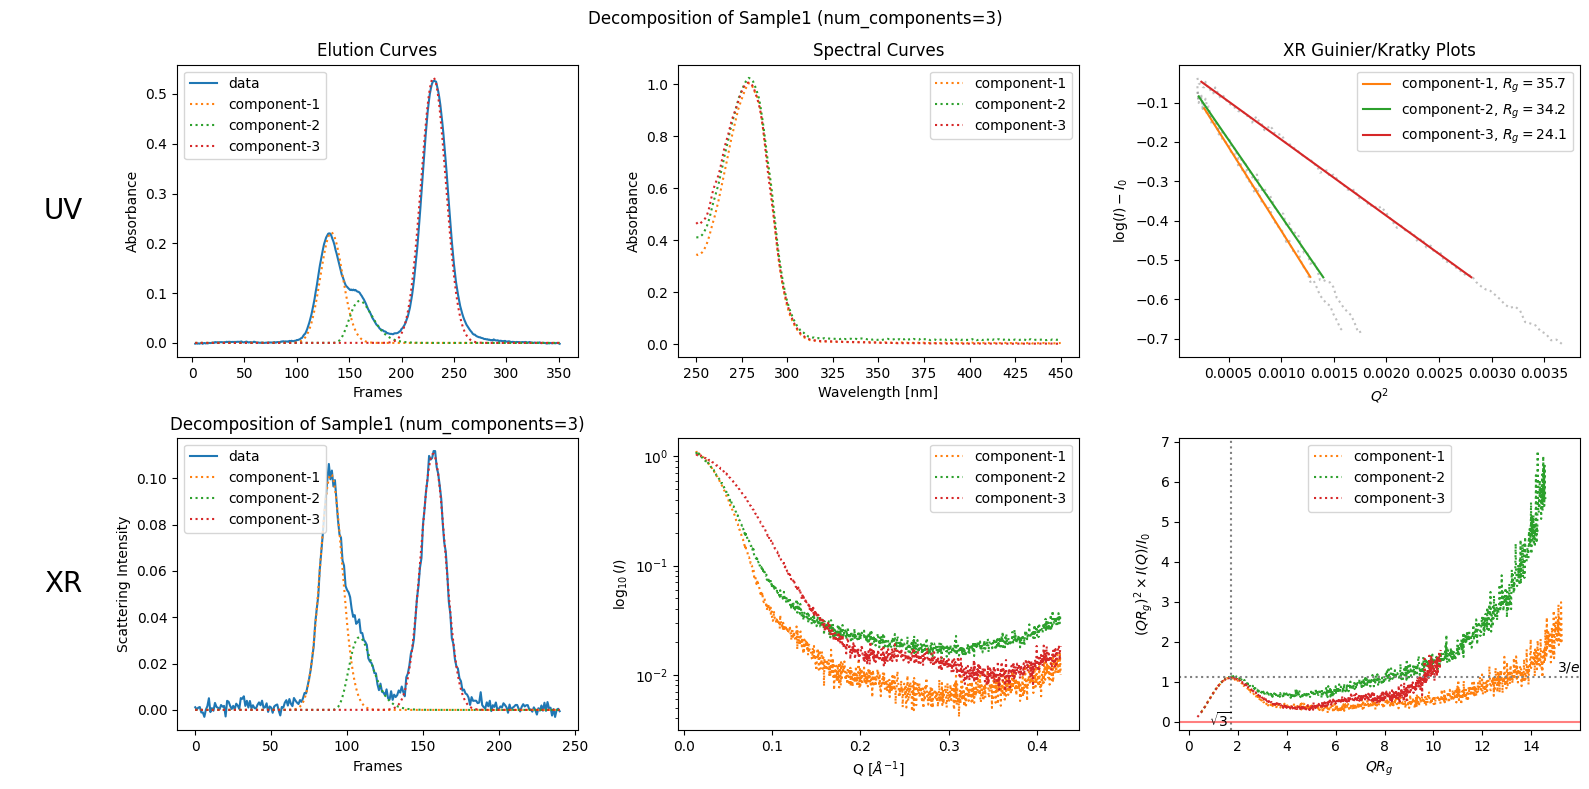 Decomposition of Sample1 (num_components=3)
UV
Elution Curves
data
component-1
component-2
component-3
Absorbance
0.5
0.4
0.3
0.2
0.1
0.0
0 50 100 150 200 250 300 350
Frames
Spectral Curves
component-1
component-2
component-3
Absorbance
1.0
0.8
0.6
0.4
0.2
0.0
250 275 300 325 350 375 400 425 450
Wavelength [nm]
XR Guinier/Kratky Plots
component-1, $R_g = 35.7$
component-2, $R_g = 34.2$
component-3, $R_g = 24.1$
$\log(I) - I_0$
−0.1
−0.2
−0.3
−0.4
−0.5
−0.6
−0.7
0.0005 0.0010 0.0015 0.0020 0.0025 0.0030 0.0035
$Q^2$
XR
Decomposition of Sample1 (num_components=3)
data
component-1
component-2
component-3
Scattering Intensity
0.10
0.08
0.06
0.04
0.02
0.00
0 50 100 150 200 250
Frames
component-1
component-2
component-3
$\log_{10}(I)$
$10^0$
$10^{-1}$
$10^{-2}$
0.0 0.1 0.2 0.3 0.4
Q [$Å^{-1}$]
component-1
component-2
component-3
$(QR_g)^2 \times I(Q)/I_0$
7
6
5
4
3
2
1
0
3/e
$\sqrt{3}$
0 2 4 6 8 10 12 14
$QR_g$